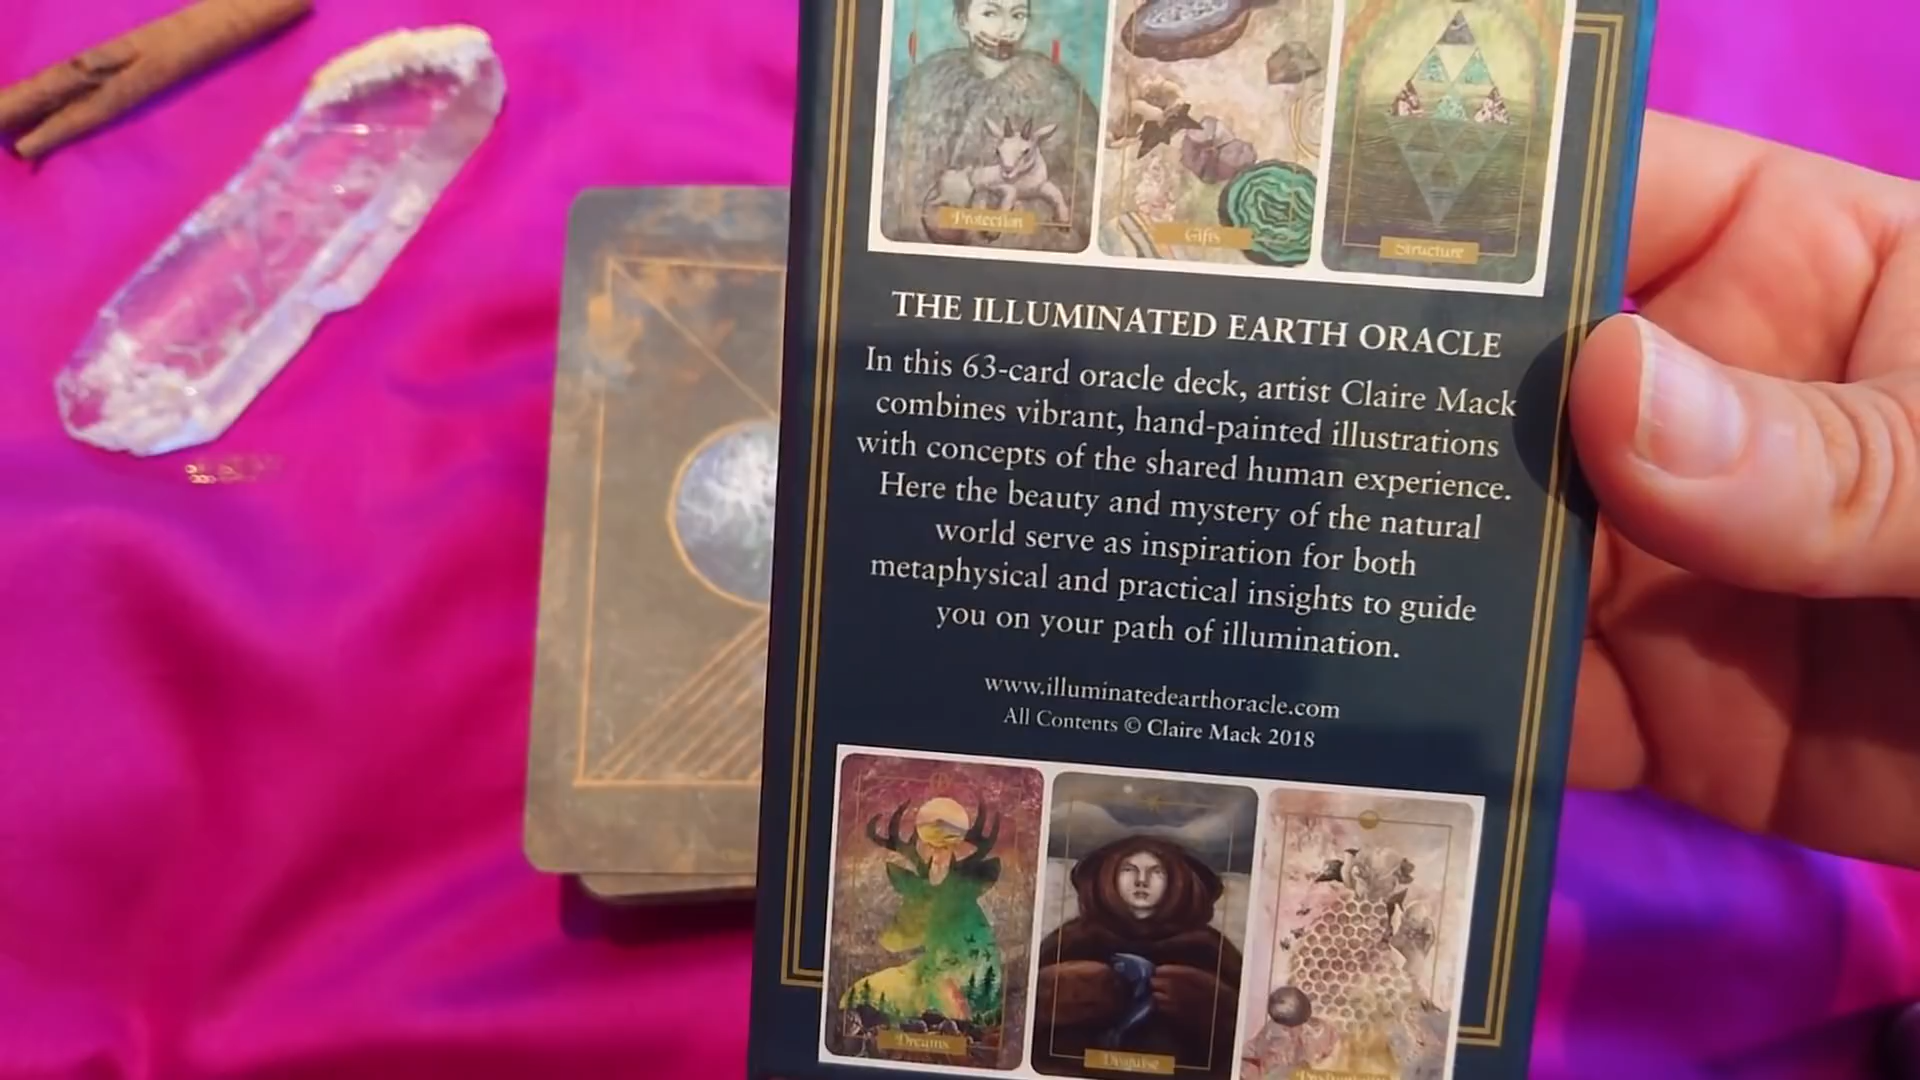 Protection
Gifts
Structure
THE ILLUMINATED EARTH ORACLE
In this 63-card oracle deck, artist Claire Mack
combines vibrant, hand-painted illustrations
with concepts of the shared human experience.
Here the beauty and mystery of the natural
world serve as inspiration for both
metaphysical and practical insights to guide
you on your path of illumination.
www.illuminatedearthoracle.com
All Contents © Claire Mack 2018
Dreams
Disguise